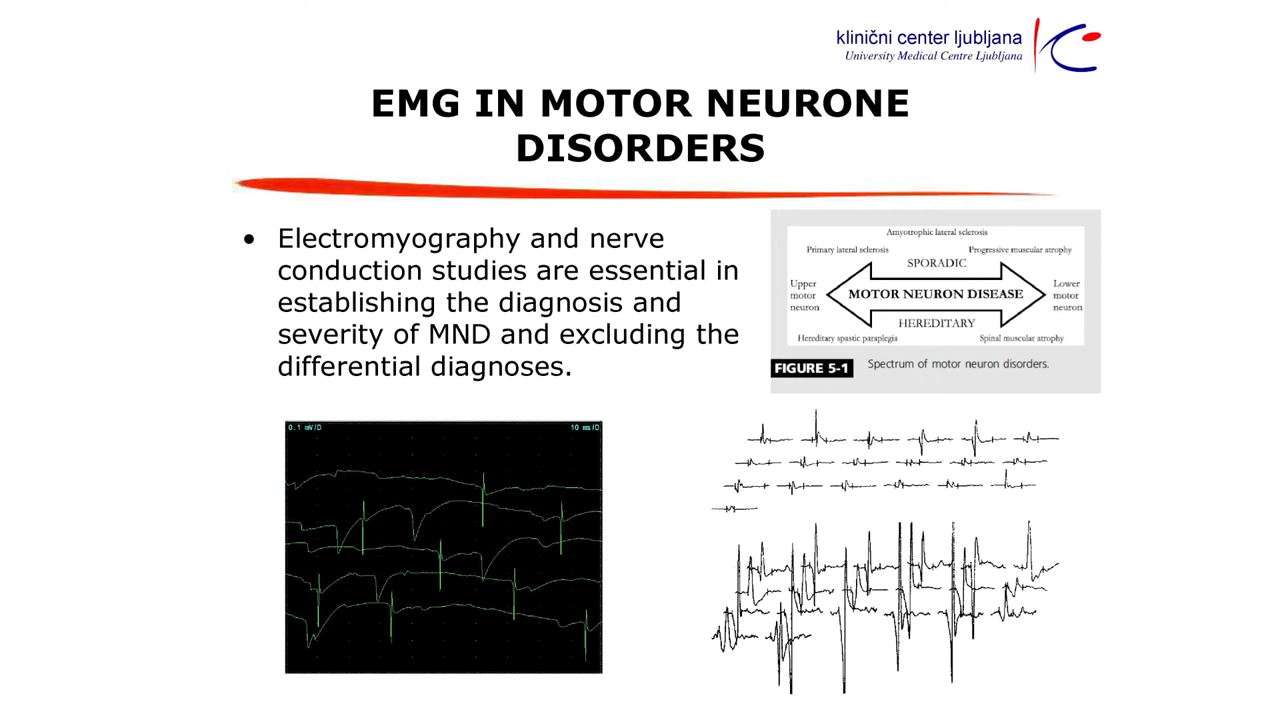 klinični center ljubljana
University Medical Centre Ljubljana
EMG IN MOTOR NEURONE
DISORDERS
• Electromyography and nerve
conduction studies are essential in
establishing the diagnosis and
severity of MND and excluding the
differential diagnoses.
Amyotrophic lateral sclerosis
Primary lateral sclerosis
Progressive muscular atrophy
SPORADIC
Upper
motor
neuron
MOTOR NEURON DISEASE
Lower
motor
neuron
HEREDITARY
Hereditary spastic paraplegia
Spinal muscular atrophy
FIGURE 5-1
Spectrum of motor neuron disorders.
0.1 mV/D
10 ms/D